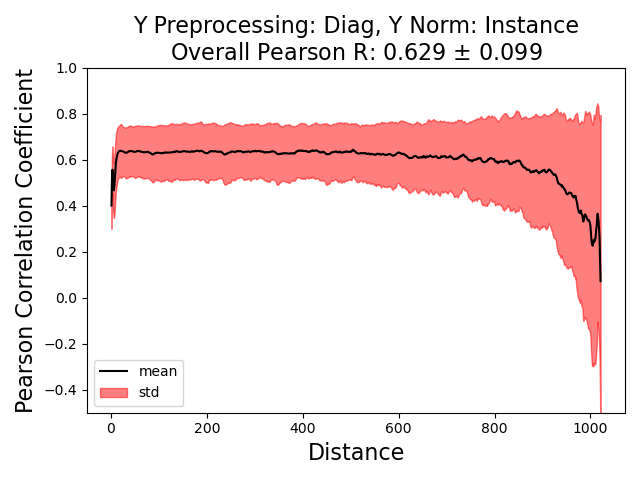 Y Preprocessing: Diag, Y Norm: Instance
Overall Pearson R: 0.629 ± 0.099
Pearson Correlation Coefficient
1.0
0.8
0.6
0.4
0.2
0.0
−0.2
−0.4
mean
std
0 200 400 600 800 1000
Distance